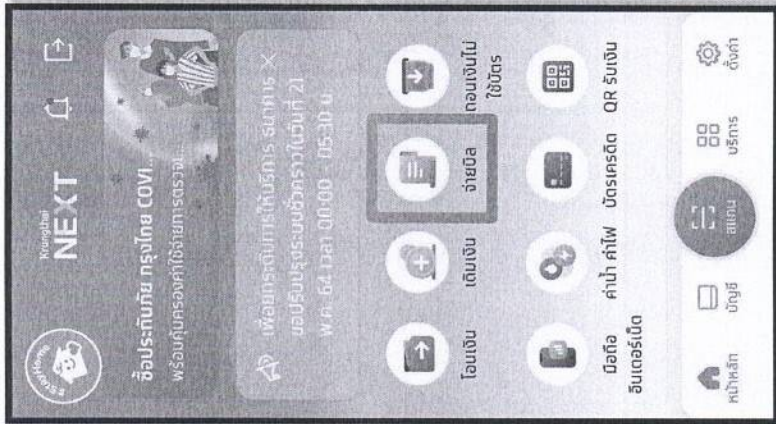 #StayHome
Krungthai
NEXT
ซื้อประกันภัย กรุงไทย COVI...
พร้อมคุ้มครองค่าใช้จ่ายการตรวจ...
เพื่อยกระดับการให้บริการ ธนาคาร
ขอปรับปรุงระบบชั่วคราวในวันที่ 21
พ.ค. 64 เวลา 00:00 - 05:30 น.
โอนเงิน
เติมเงิน
จ่ายบิล
ถอนเงินไม่
ใช้บัตร
มือถือ
อินเตอร์เน็ต
ค่าน้ำ ค่าไฟ
บัตรเครดิต
QR รับเงิน
หน้าหลัก
บัญชี
สแกน
บริการ
ตั้งค่า